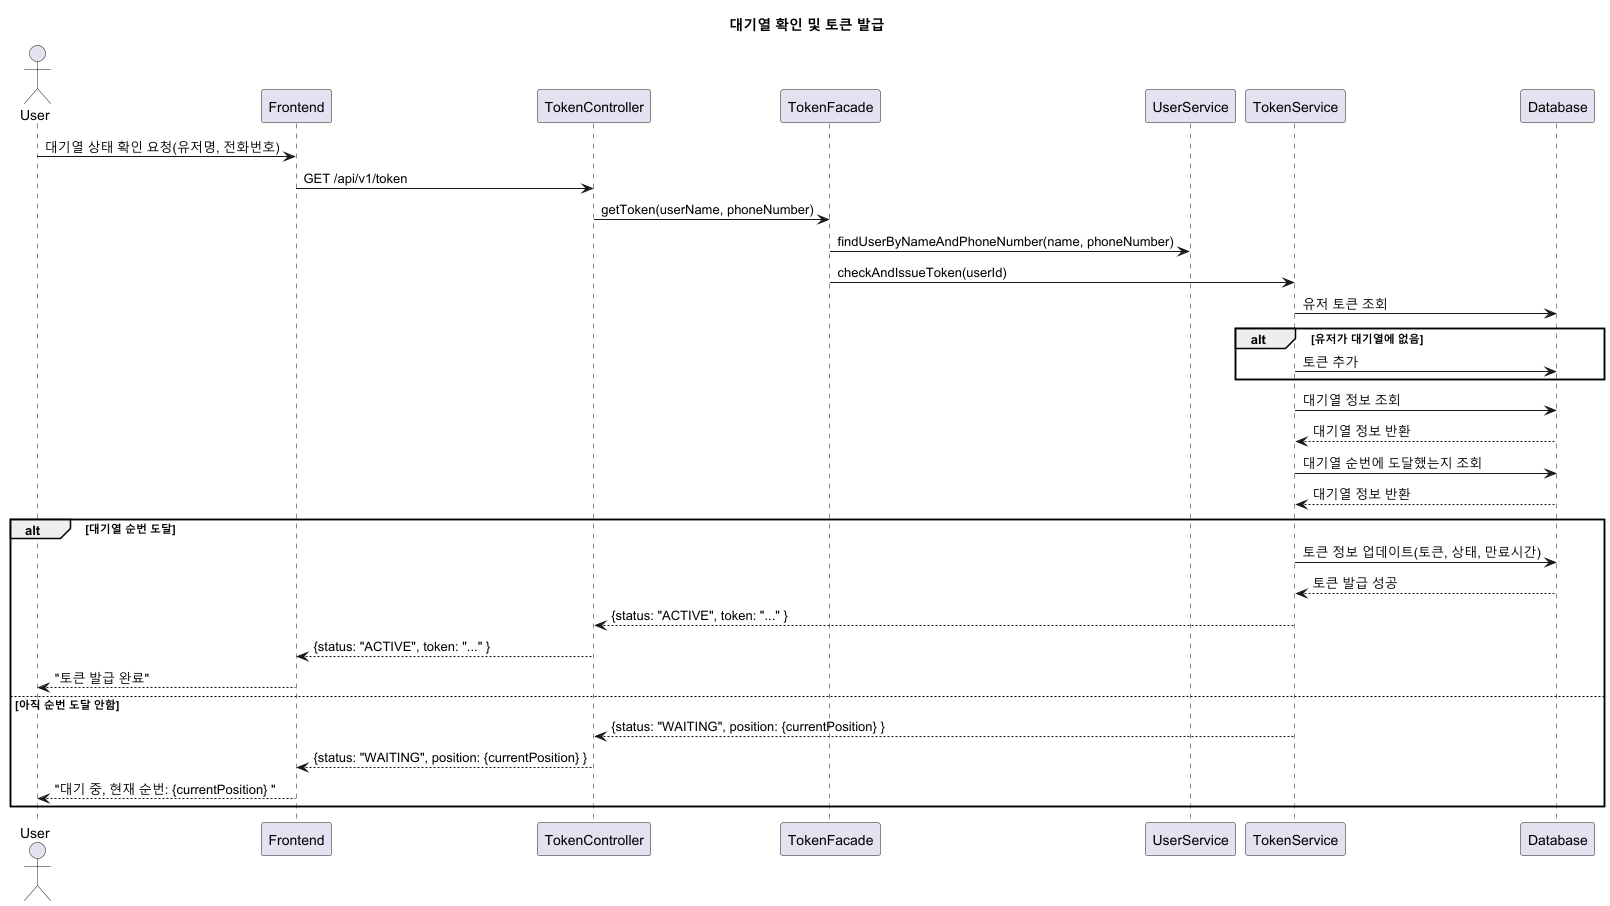 대기열 확인 및 토큰 발급
User
Frontend
TokenController
TokenFacade
UserService
TokenService
Database
대기열 상태 확인 요청(유저명, 전화번호)
GET /api/v1/token
getToken(userName, phoneNumber)
findUserByNameAndPhoneNumber(name, phoneNumber)
checkAndIssueToken(userId)
유저 토큰 조회
alt [유저가 대기열에 없음]
토큰 추가
대기열 정보 조회
대기열 정보 반환
대기열 순번에 도달했는지 조회
대기열 정보 반환
alt [대기열 순번 도달]
토큰 정보 업데이트(토큰, 상태, 만료시간)
토큰 발급 성공
{status: "ACTIVE", token: "..." }
{status: "ACTIVE", token: "..." }
"토큰 발급 완료"
[아직 순번 도달 안함]
{status: "WAITING", position: {currentPosition} }
{status: "WAITING", position: {currentPosition} }
"대기 중, 현재 순번: {currentPosition} "
User
Frontend
TokenController
TokenFacade
UserService
TokenService
Database